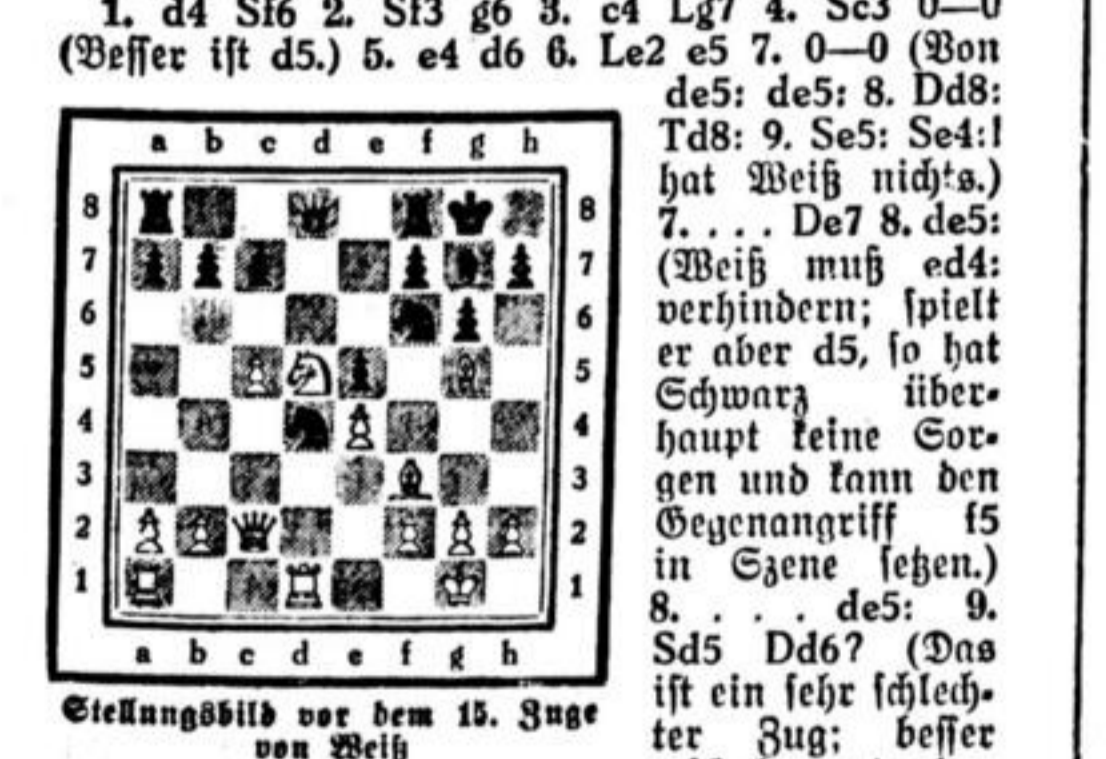 1. d4 Sf6 2. Sf3 g6 3. c4 Lg7 4. Sc3 0—0
(Besser ist d5.) 5. e4 d6 6. Le2 e5 7. 0—0 (Von
de5: de5: 8. Dd8:
Td8: 9. Se5: Se4:!
hat Weiß nichts.)
7. . . . De7 8. de5:
(Weiß muß ed4:
verhindern; spielt
er aber d5, so hat
Schwarz über-
haupt keine Sor-
gen und kann den
Gegenangriff f5
in Szene setzen.)
8. . . . de5: 9.
Sd5 Dd6? (Das
ist ein sehr schlech-
ter Zug; besser
a b c d e f g h
8 8
7 7
6 6
5 5
4 4
3 3
2 2
1 1
a b c d e f g h
Stellungsbild vor dem 15. Zuge
von Weiß